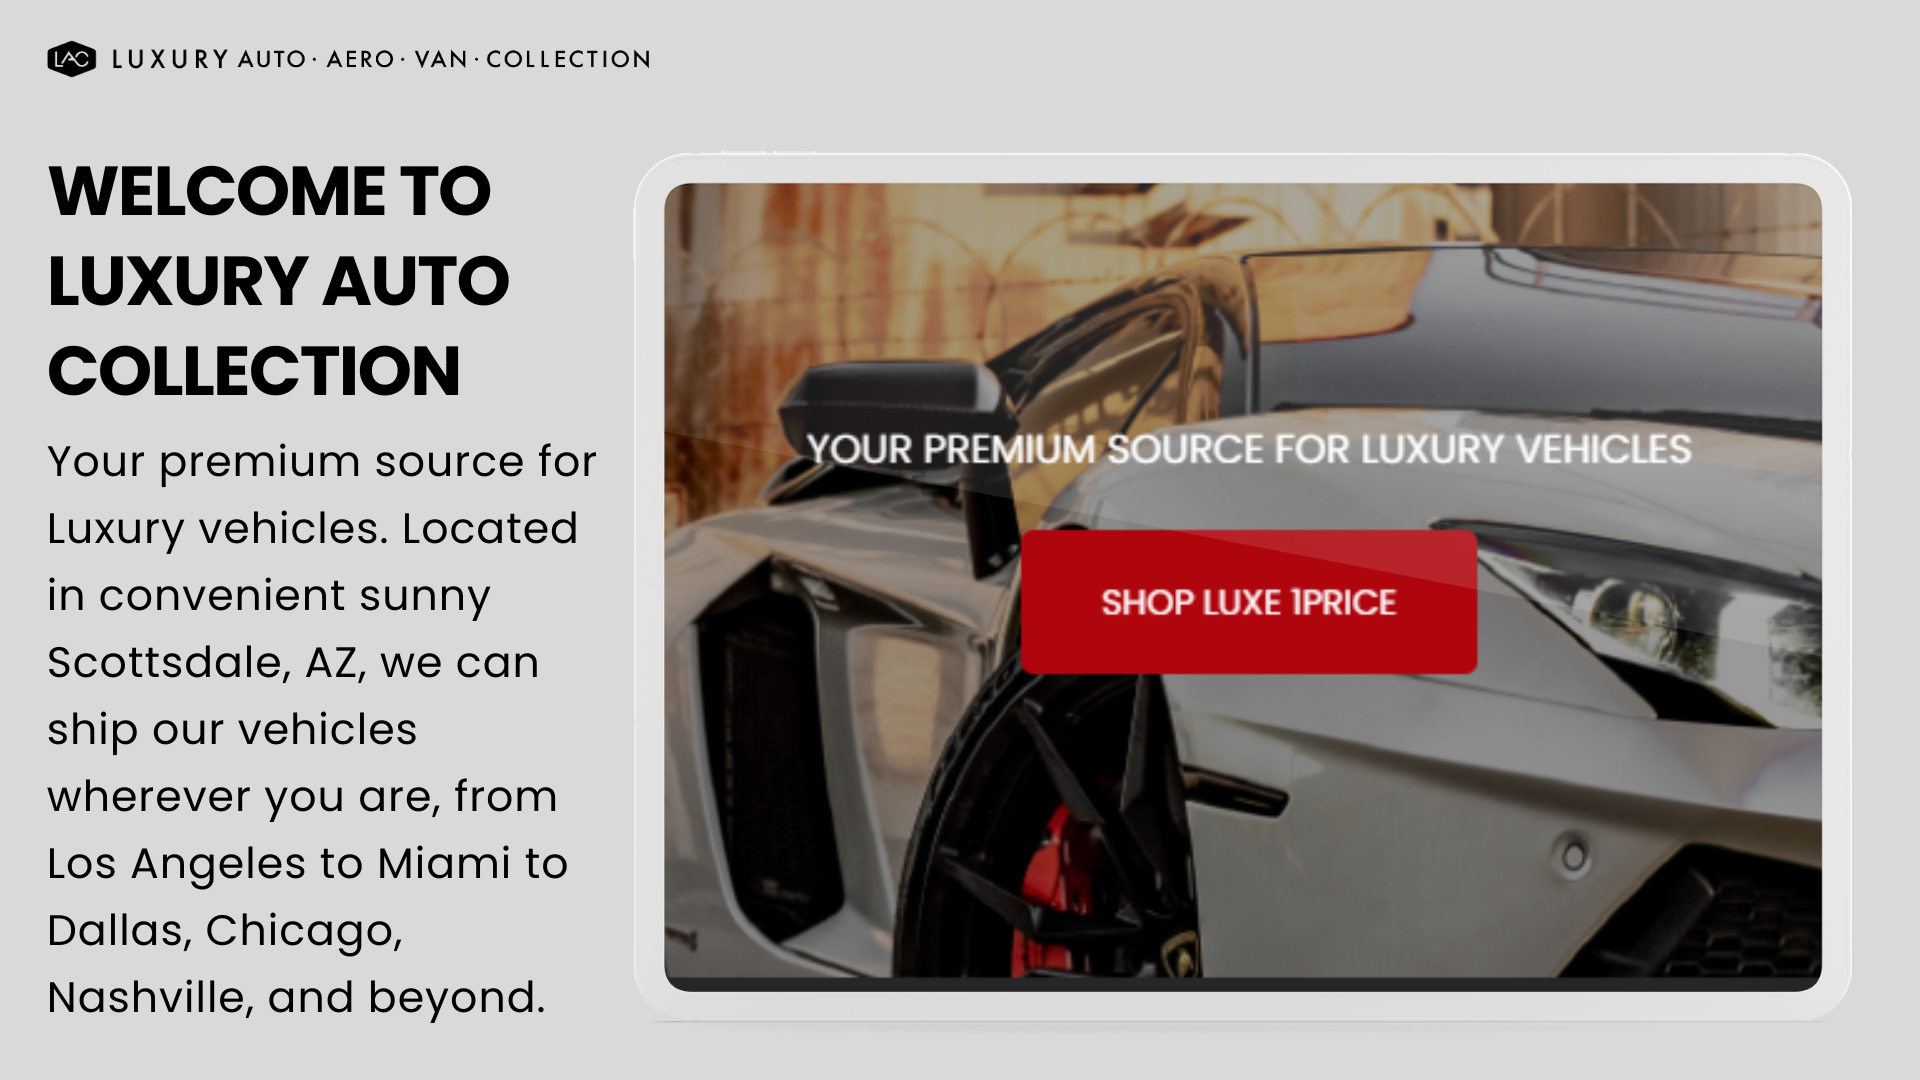 LAC LUXURY AUTO · AERO · VAN · COLLECTION
WELCOME TO
LUXURY AUTO
COLLECTION
Your premium source for
Luxury vehicles. Located
in convenient sunny
Scottsdale, AZ, we can
ship our vehicles
wherever you are, from
Los Angeles to Miami to
Dallas, Chicago,
Nashville, and beyond.
YOUR PREMIUM SOURCE FOR LUXURY VEHICLES
SHOP LUXE 1PRICE